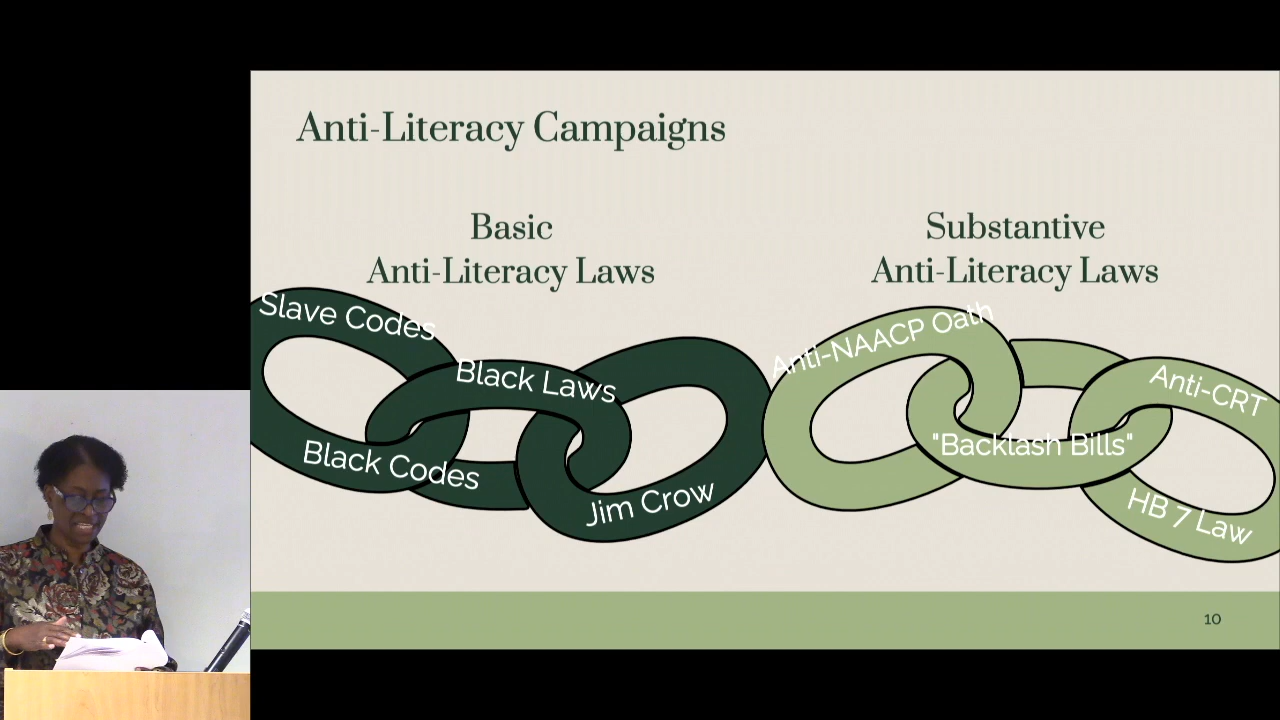 Anti-Literacy Campaigns
Basic
Anti-Literacy Laws
Slave Codes
Black Laws
Black Codes
Jim Crow
Substantive
Anti-Literacy Laws
Anti-NAACP Oath
"Backlash Bills"
Anti-CRT
HB 7 Law
10